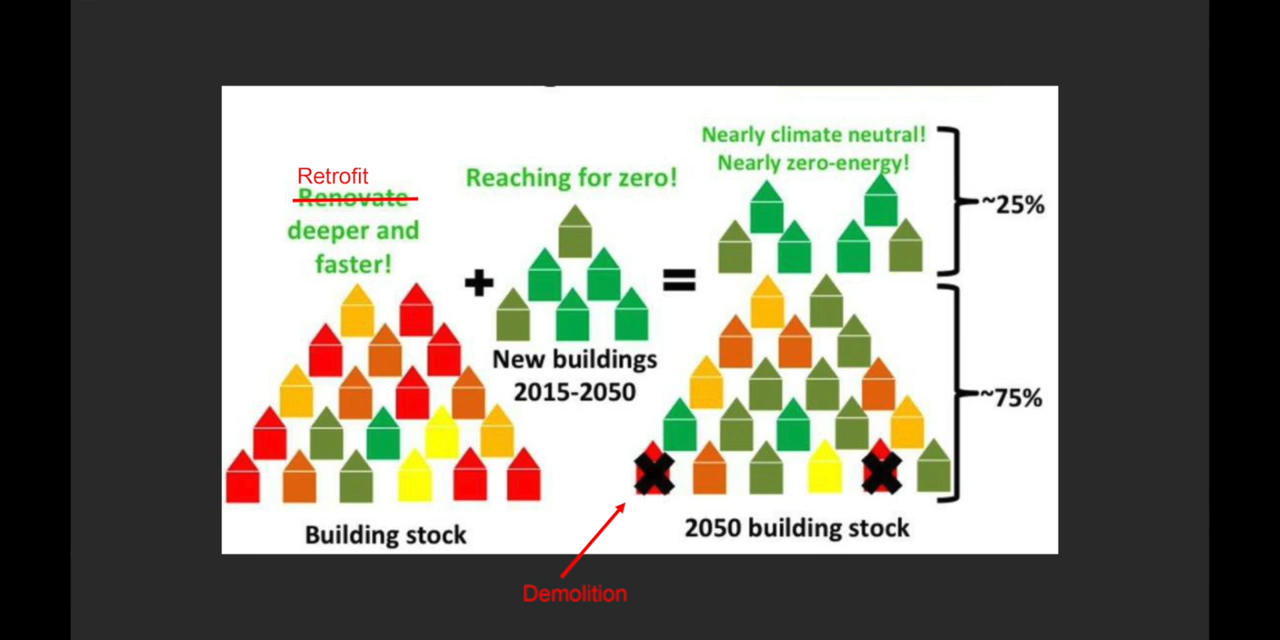 Retrofit
Renovate
deeper and
faster!
Building stock
+
Reaching for zero!
New buildings
2015-2050
=
Nearly climate neutral!
Nearly zero-energy!
~25%
~75%
2050 building stock
Demolition